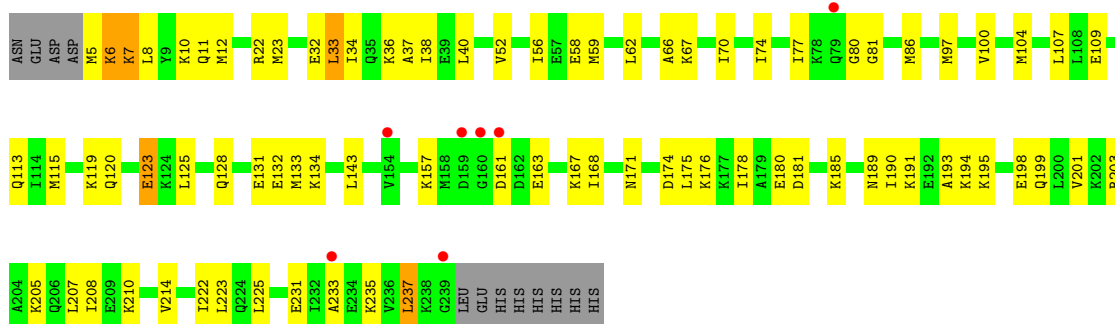 ASN GLU ASP ASP M5 K6 K7 L8 Y9 K10 Q11 M12 R22 M23 E32 L33 I34 Q35 K36 A37 I38 E39 L40 V52 I56 E57 E58 M59 L62 A66 K67 I70 I74 I77 K78 Q79 G80 G81 M86 M97 V100 M104 L107 L108 E109
Q113 I114 M115 K119 Q120 E123 K124 L125 Q128 E131 E132 M133 K134 L143 V154 K157 M158 D159 G160 D161 D162 E163 K167 I168 N171 D174 L175 K176 K177 I178 A179 E180 D181 K185 N189 I190 K191 E192 A193 K194 K195 E198 Q199 L200 V201 K202
A204 K205 Q206 L207 I208 E209 K210 V214 I222 L223 Q224 L225 E231 I232 A233 E234 K235 V236 L237 K238 G239 LEU GLU HIS HIS HIS HIS HIS HIS